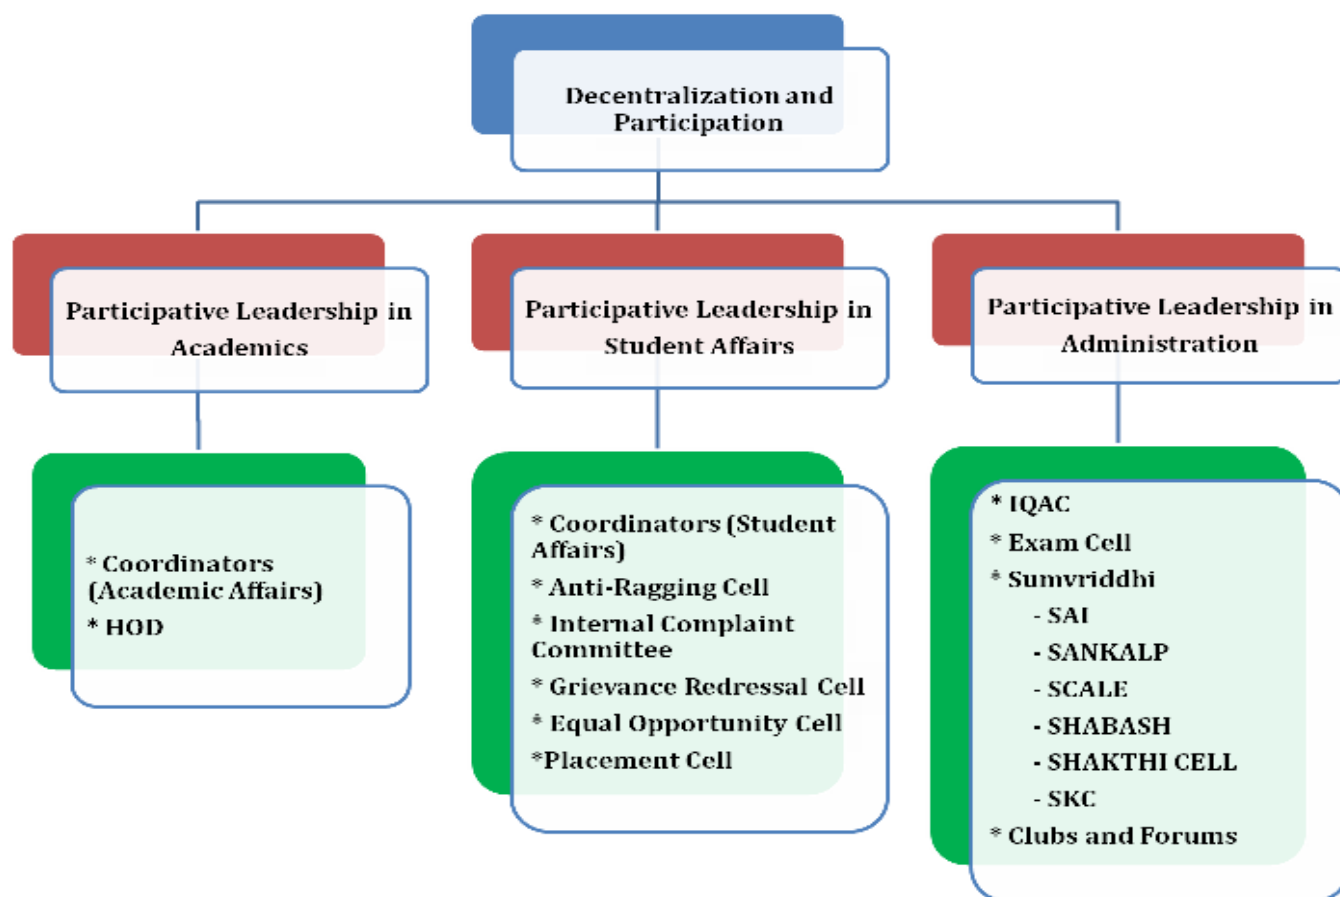 Decentralization and
Participation
Participative Leadership in
Academics
Participative Leadership in
Student Affairs
Participative Leadership in
Administration
* Coordinators
(Academic Affairs)
* HOD
* Coordinators (Student
Affairs)
* Anti-Ragging Cell
* Internal Complaint
Committee
* Grievance Redressal Cell
* Equal Opportunity Cell
*Placement Cell
* IQAC
* Exam Cell
* Sumvriddhi
- SAI
- SANKALP
- SCALE
- SHABASH
- SHAKTHI CELL
- SKC
* Clubs and Forums